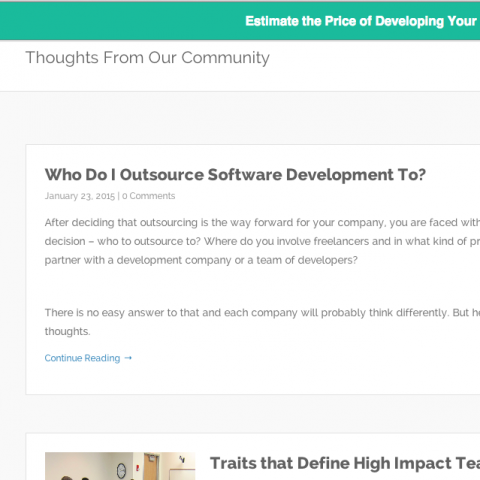 Estimate the Price of Developing Your
Thoughts From Our Community
Who Do I Outsource Software Development To?
January 23, 2015 | 0 Comments
After deciding that outsourcing is the way forward for your company, you are faced with
decision – who to outsource to? Where do you involve freelancers and in what kind of
partner with a development company or a team of developers?
There is no easy answer to that and each company will probably think differently. But
thoughts.
Continue Reading →
Traits that Define High Impact